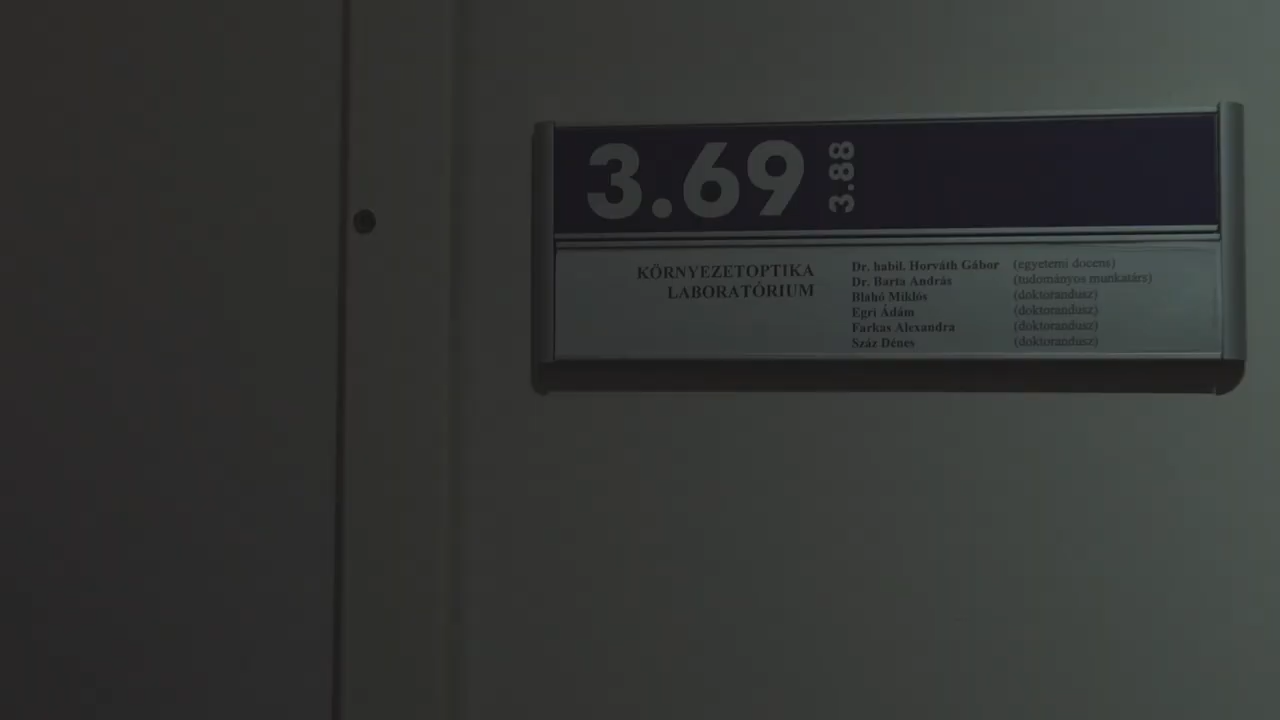 3.69 3.88
KÖRNYEZETOPTIKA
LABORATÓRIUM
Dr. habil. Horváth Gábor (egyetemi docens)
Dr. Barta András (tudományos munkatárs)
Blahó Miklós (doktorandusz)
Egri Ádám (doktorandusz)
Farkas Alexandra (doktorandusz)
Száz Dénes (doktorandusz)